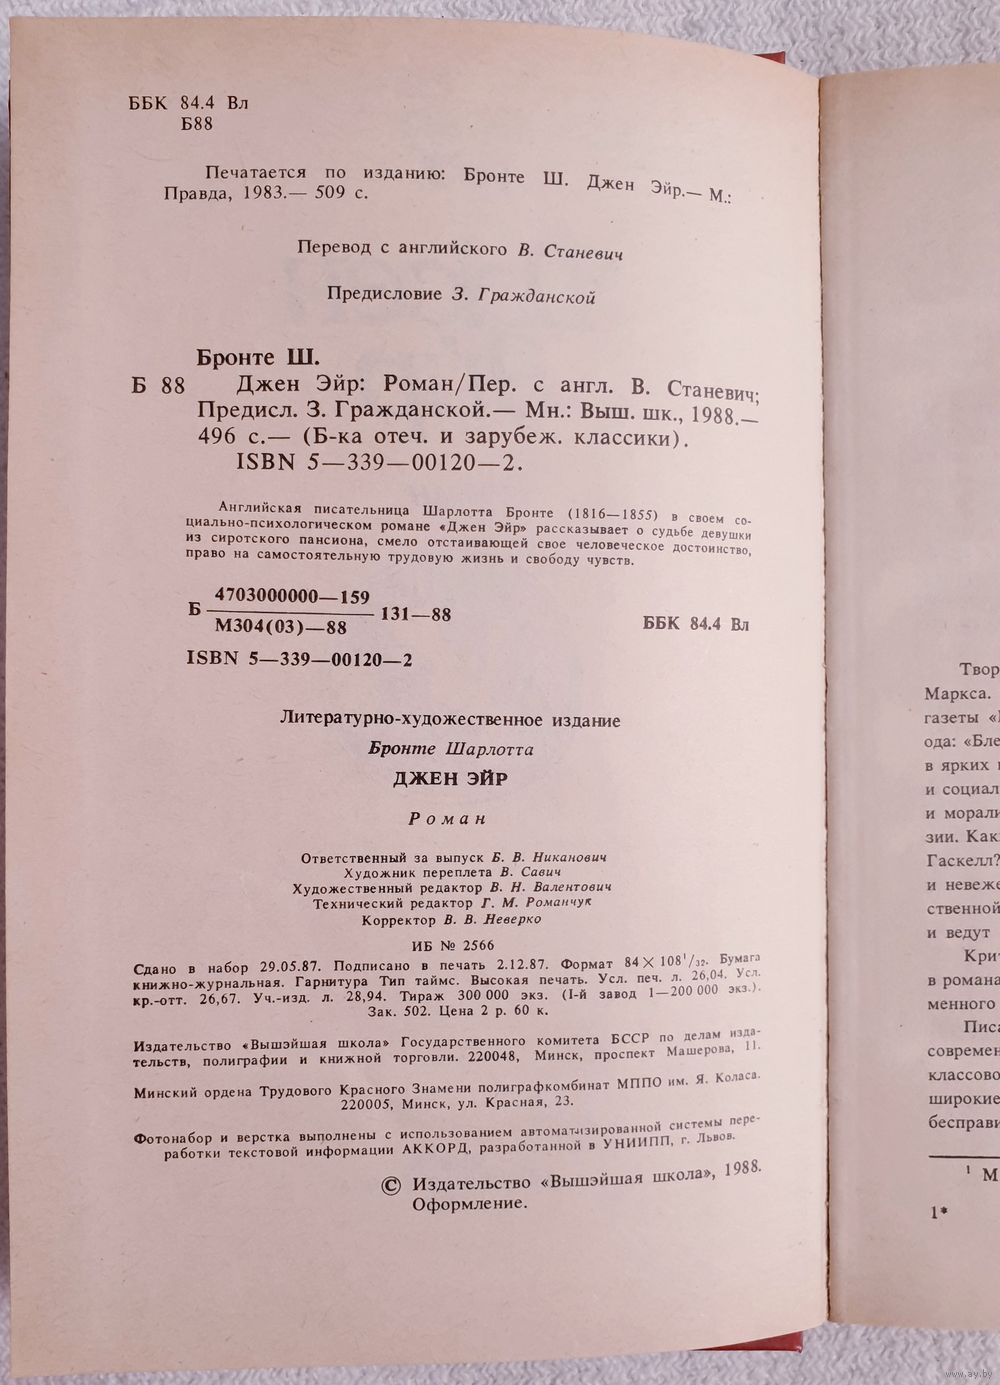 ББК 84.4 Вл
Б88
Печатается по изданию: Бронте Ш. Джен Эйр.— М.:
Правда, 1983.— 509 с.
Перевод с английского В. Станевич
Предисловие З. Гражданской
Бронте Ш.
Б 88 Джен Эйр: Роман/Пер. с англ. В. Станевич;
Предисл. З. Гражданской.— Мн.: Выш. шк., 1988.—
496 с.— (Б-ка отеч. и зарубеж. классики).
ISBN 5—339—00120—2.
Английская писательница Шарлотта Бронте (1816—1855) в своем со-
циально-психологическом романе «Джен Эйр» рассказывает о судьбе девушки
из сиротского пансиона, смело отстаивающей свое человеческое достоинство,
право на самостоятельную трудовую жизнь и свободу чувств.
4703000000—159
Б 131—88
М304(03)—88
ББК 84.4 Вл
ISBN 5—339—00120—2
Литературно-художественное издание
Бронте Шарлотта
ДЖЕН ЭЙР
Роман
Ответственный за выпуск Б. В. Никанович
Художник переплета В. Савич
Художественный редактор В. Н. Валентович
Технический редактор Г. М. Романчук
Корректор В. В. Неверко
ИБ № 2566
Сдано в набор 29.05.87. Подписано в печать 2.12.87. Формат 84×108¹/₃₂. Бумага
книжно-журнальная. Гарнитура Тип таймс. Высокая печать. Усл. печ. л. 26,04. Усл.
кр.-отт. 26,67. Уч.-изд. л. 28,94. Тираж 300 000 экз. (I-й завод 1—200 000 экз.).
Зак. 502. Цена 2 р. 60 к.
Издательство «Вышэйшая школа» Государственного комитета БССР по делам изда-
тельств, полиграфии и книжной торговли. 220048, Минск, проспект Машерова, 11.
Минский ордена Трудового Красного Знамени полиграфкомбинат МППО им. Я. Коласа.
220005, Минск, ул. Красная, 23.
Фотонабор и верстка выполнены с использованием автоматизированной системы пере-
работки текстовой информации АККОРД, разработанной в УНИИПП, г. Львов.
© Издательство «Вышэйшая школа», 1988.
Оформление.
Твор
Маркса.
газеты «
ода: «Бле
в ярких
и социал
и морали
зии. Как
Гаскелл?
и невеже
ственной
и ведут
Крит
в романа
менного
Писа
современ
классово
широкие
бесправи
¹ М
1*
www.ay.by